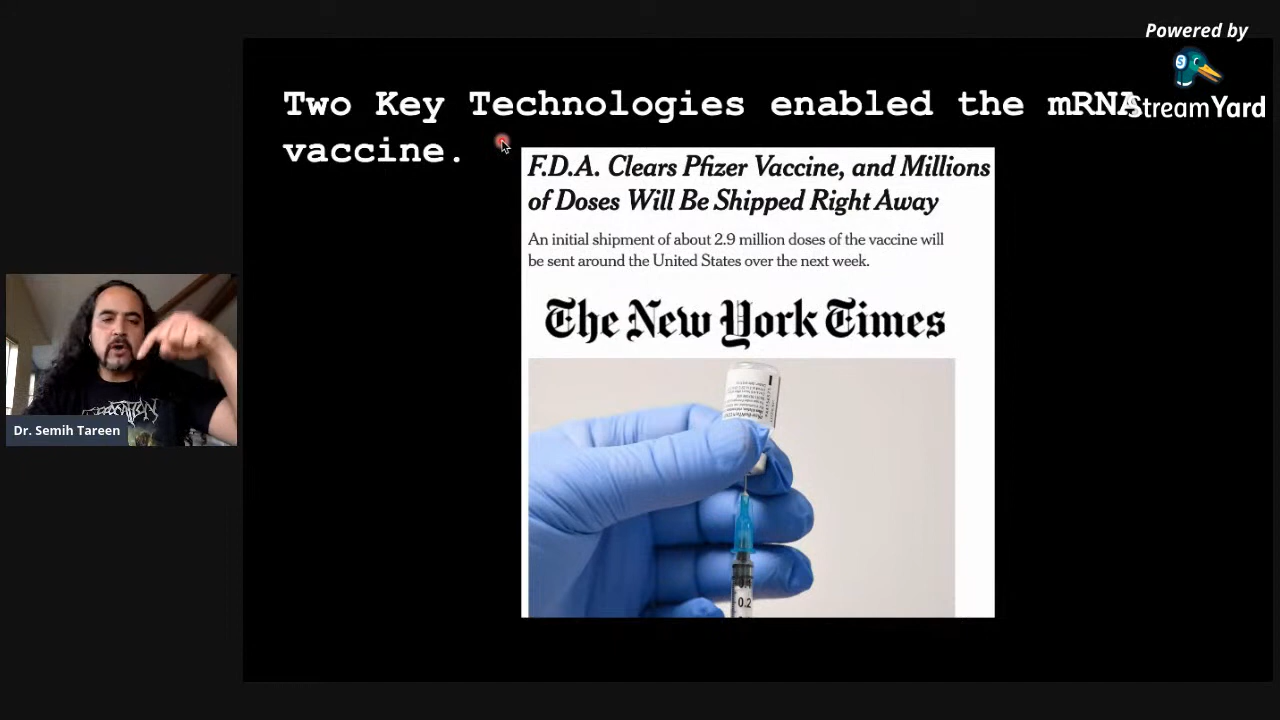 Powered by
StreamYard
Two Key Technologies enabled the mRNA
vaccine.
F.D.A. Clears Pfizer Vaccine, and Millions
of Doses Will Be Shipped Right Away
An initial shipment of about 2.9 million doses of the vaccine will
be sent around the United States over the next week.
The New York Times
SUFFOCATION
Dr. Semih Tareen
0.2